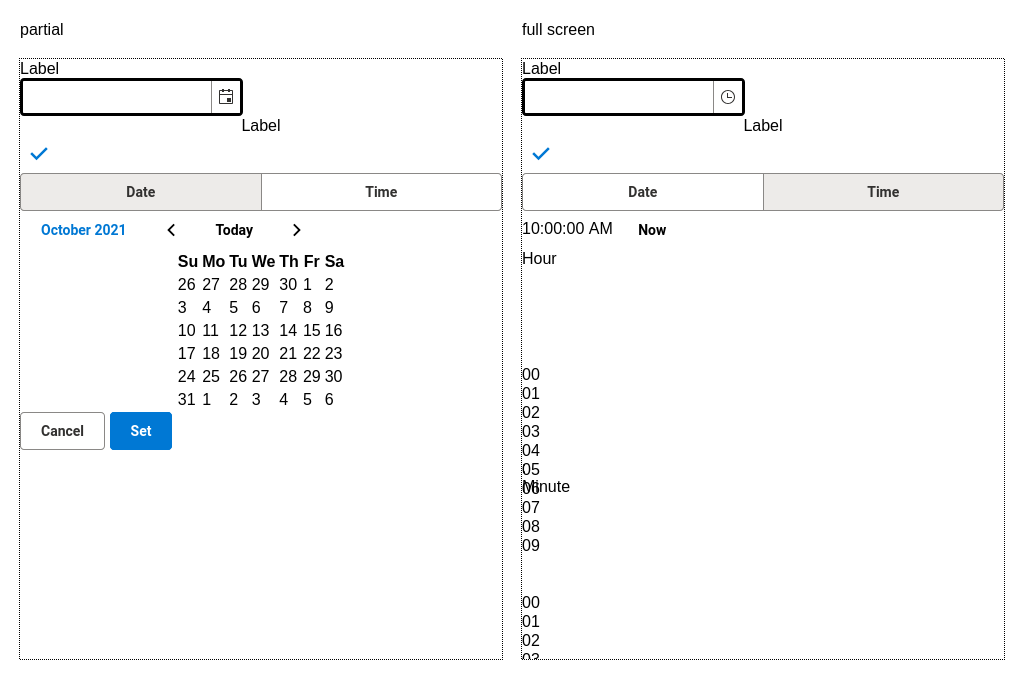 partial
Label
Label
Date Time
October 2021 Today
Su Mo Tu We Th Fr Sa
26 27 28 29 30 1 2
3 4 5 6 7 8 9
10 11 12 13 14 15 16
17 18 19 20 21 22 23
24 25 26 27 28 29 30
31 1 2 3 4 5 6
Cancel Set
full screen
Label
Label
Date Time
10:00:00 AM Now
Hour
00
01
02
03
04
05
06
Minute
07
08
09
00
01
02
03